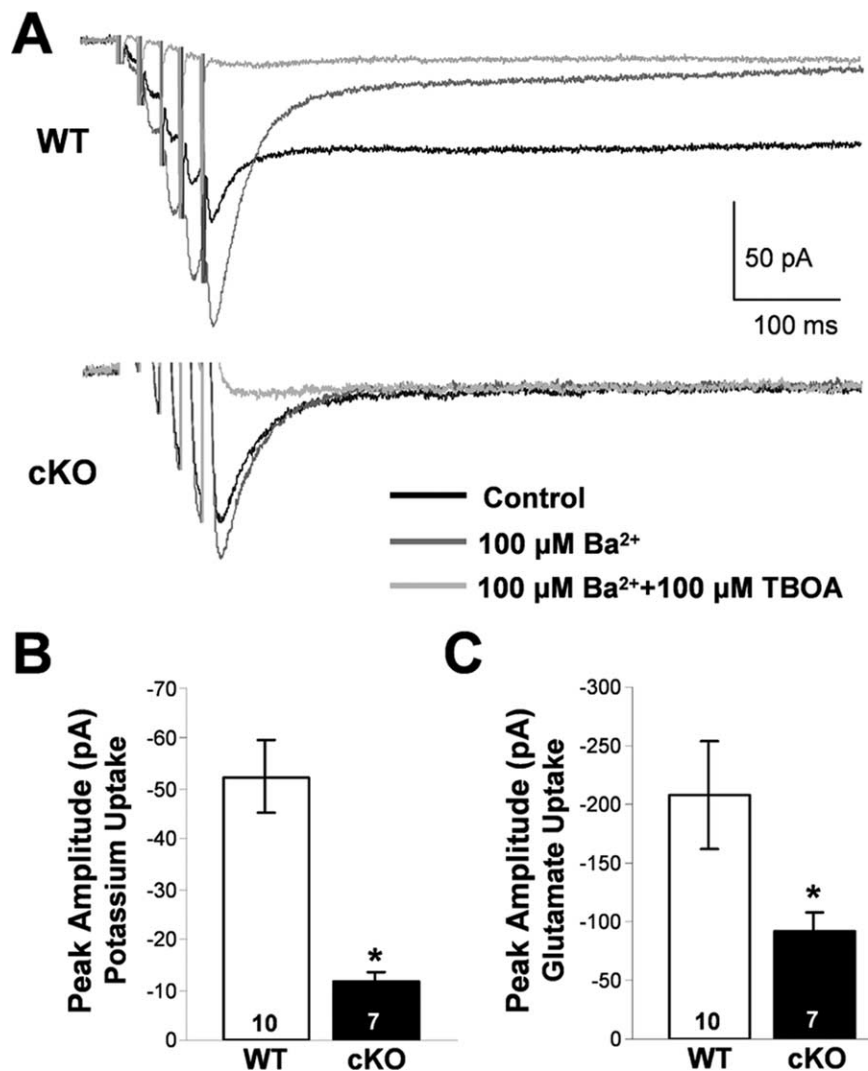 A
WT
50 pA
100 ms
cKO
Control
100 µM Ba²⁺
100 µM Ba²⁺+100 µM TBOA
B
Peak Amplitude (pA)
Potassium Uptake
-70
-60
-50
-40
-30
-20
-10
0
10
7
*
WT
cKO
C
Peak Amplitude (pA)
Glutamate Uptake
-300
-250
-200
-150
-100
-50
0
10
7
*
WT
cKO